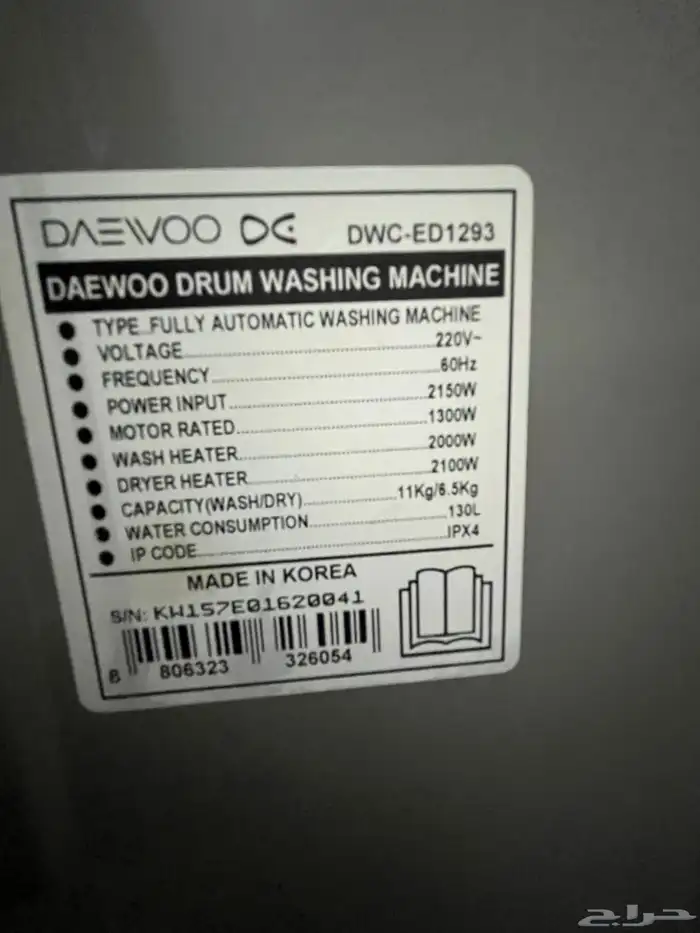 DAEWOO DE DWC-ED1293
DAEWOO DRUM WASHING MACHINE
● TYPE..FULLY AUTOMATIC WASHING MACHINE
● VOLTAGE..........220V~
● FREQUENCY..........60Hz
● POWER INPUT..........2150W
● MOTOR RATED..........1300W
● WASH HEATER..........2000W
● DRYER HEATER..........2100W
● CAPACITY(WASH/DRY)..........11Kg/6.5Kg
● WATER CONSUMPTION..........130L
● IP CODE..........IPX4
MADE IN KOREA
S/N: KW157E01620041
8 806323 326054
حراج